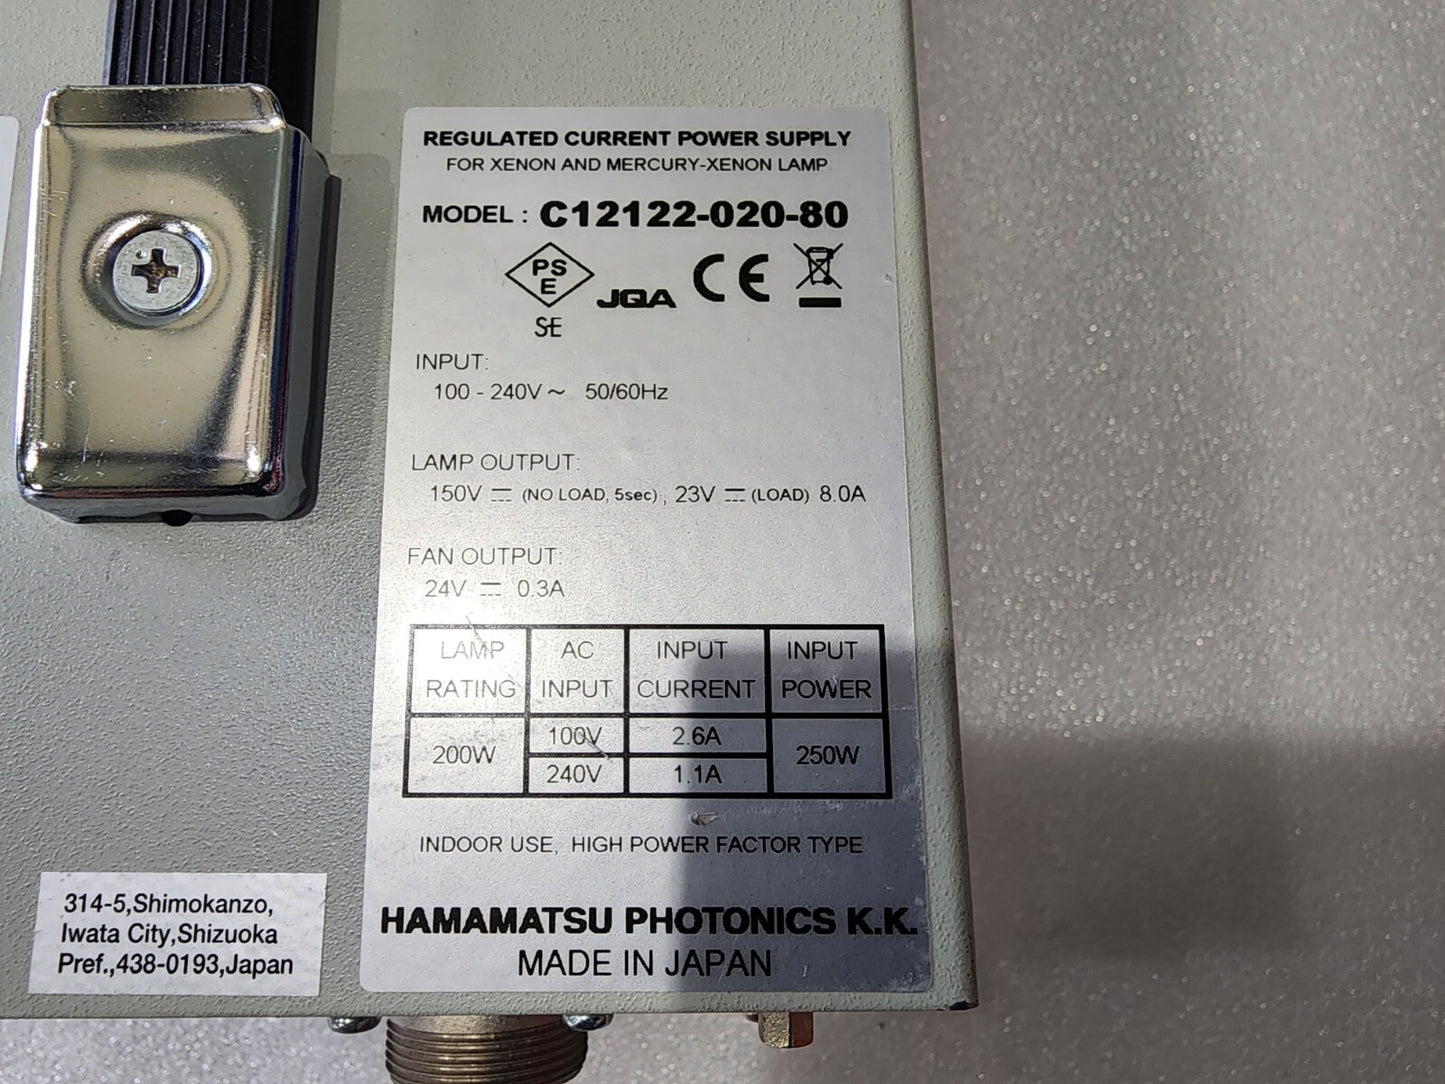 REGULATED CURRENT POWER SUPPLY
FOR XENON AND MERCURY-XENON LAMP
MODEL : C12122-020-80
PS
E
JQA
CE
SE
INPUT:
100 - 240V ~ 50/60Hz
LAMP OUTPUT:
150V ⎓ (NO LOAD, 5sec) , 23V ⎓ (LOAD) 8.0A
FAN OUTPUT:
24V ⎓ 0.3A
LAMP RATING AC INPUT INPUT CURRENT INPUT POWER
200W 100V 2.6A 250W
240V 1.1A
INDOOR USE, HIGH POWER FACTOR TYPE
HAMAMATSU PHOTONICS K.K.
MADE IN JAPAN
314-5,Shimokanzo,
Iwata City,Shizuoka
Pref.,438-0193,Japan